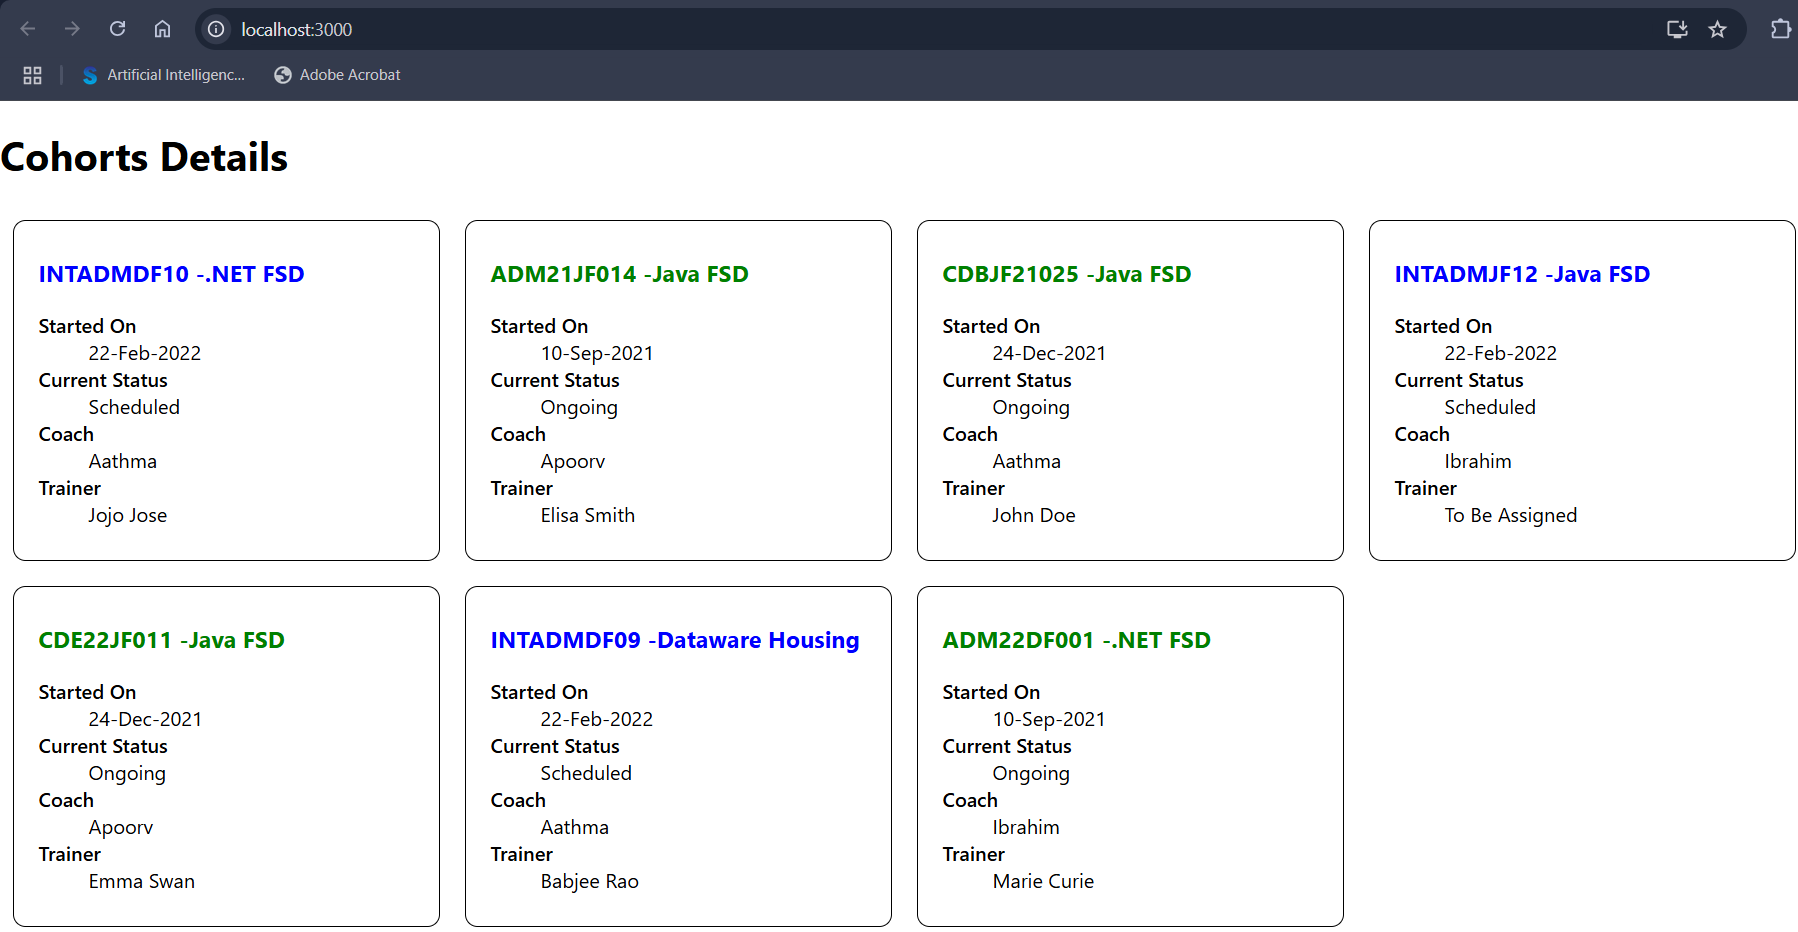 localhost:3000
Artificial Intelligenc...
Adobe Acrobat
Cohorts Details
INTADMDF10 -.NET FSD
Started On
22-Feb-2022
Current Status
Scheduled
Coach
Aathma
Trainer
Jojo Jose
ADM21JF014 -Java FSD
Started On
10-Sep-2021
Current Status
Ongoing
Coach
Apoorv
Trainer
Elisa Smith
CDBJF21025 -Java FSD
Started On
24-Dec-2021
Current Status
Ongoing
Coach
Aathma
Trainer
John Doe
INTADMJF12 -Java FSD
Started On
22-Feb-2022
Current Status
Scheduled
Coach
Ibrahim
Trainer
To Be Assigned
CDE22JF011 -Java FSD
Started On
24-Dec-2021
Current Status
Ongoing
Coach
Apoorv
Trainer
Emma Swan
INTADMDF09 -Dataware Housing
Started On
22-Feb-2022
Current Status
Scheduled
Coach
Aathma
Trainer
Babjee Rao
ADM22DF001 -.NET FSD
Started On
10-Sep-2021
Current Status
Ongoing
Coach
Ibrahim
Trainer
Marie Curie